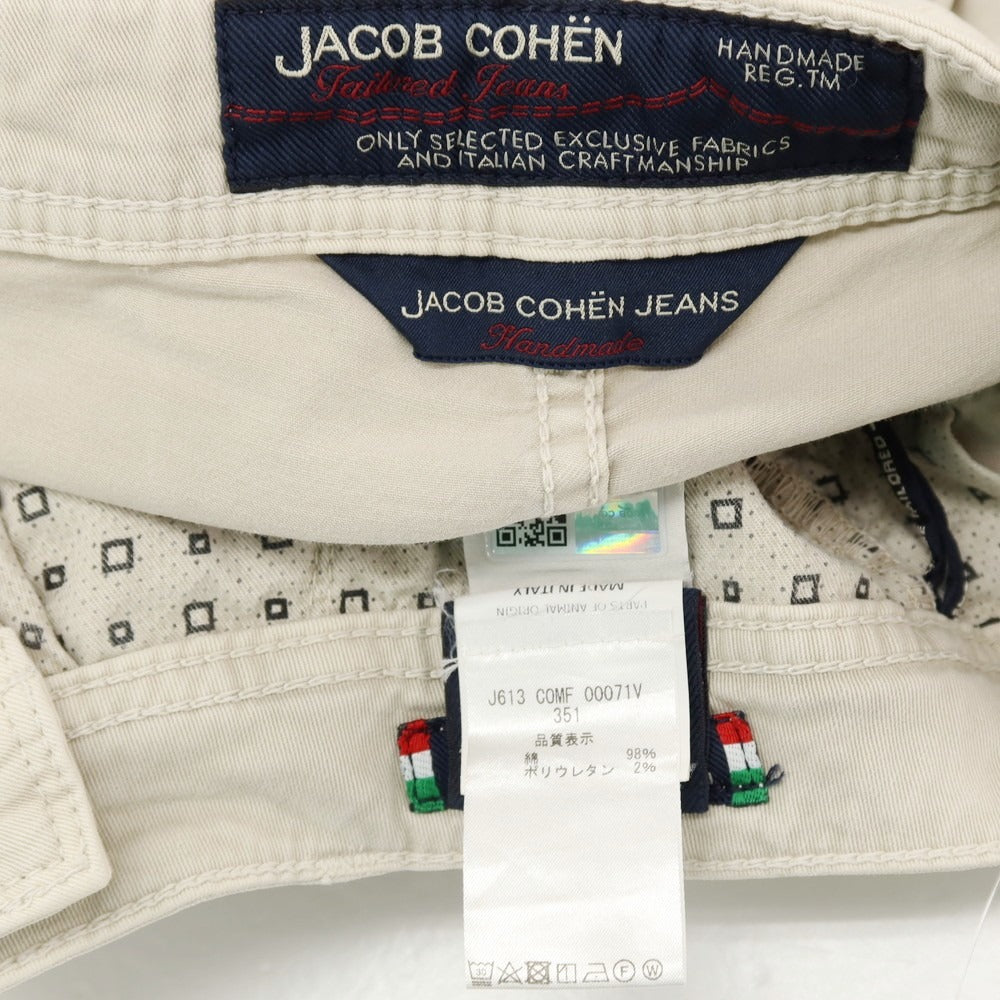 JACOB COHËN
Tailored Jeans
HANDMADE
REG.TM
ONLY SELECTED EXCLUSIVE FABRICS
AND ITALIAN CRAFTMANSHIP
JACOB COHËN JEANS
Handmade
TAILORED
MADE IN ITALY
PARTS OF ANIMAL ORIGIN
J613 COMF 00071V
351
品質表示
綿 98%
ポリウレタン 2%
30
F W